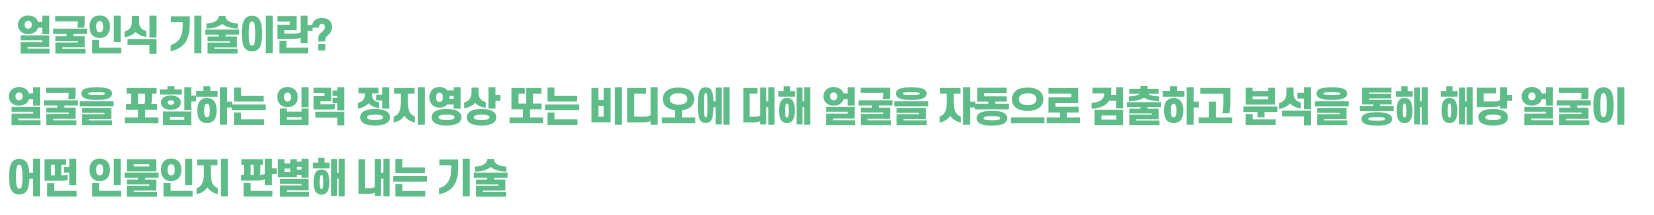 얼굴인식 기술이란?
얼굴을 포함하는 입력 정지영상 또는 비디오에 대해 얼굴을 자동으로 검출하고 분석을 통해 해당 얼굴이
어떤 인물인지 판별해 내는 기술